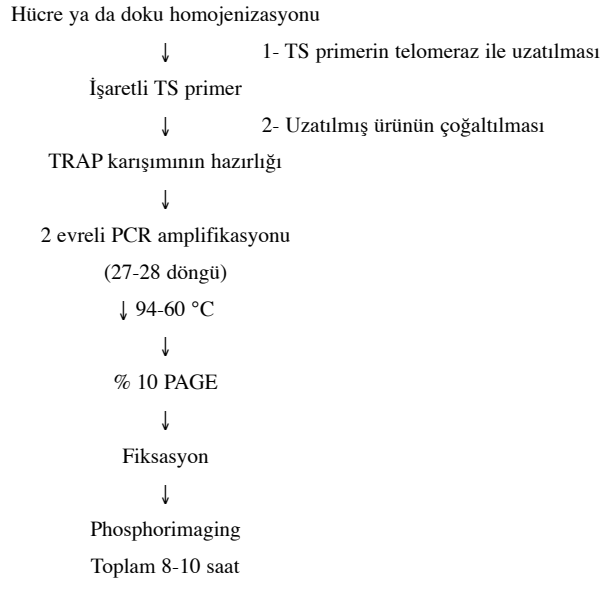 Hücre ya da doku homojenizasyonu
↓ 1- TS primerin telomeraz ile uzatılması
İşaretli TS primer
↓ 2- Uzatılmış ürünün çoğaltılması
TRAP karışımının hazırlığı
↓
2 evreli PCR amplifikasyonu
(27-28 döngü)
↓ 94-60 °C
↓
% 10 PAGE
↓
Fiksasyon
↓
Phosphorimaging
Toplam 8-10 saat